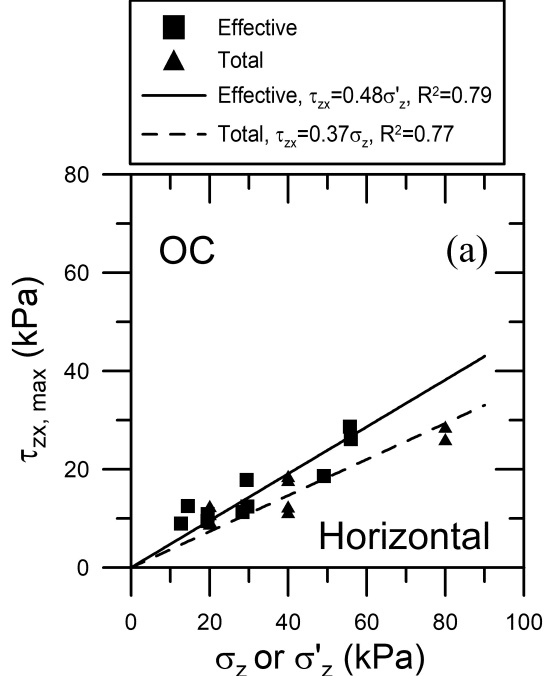 Effective
Total
Effective, τzx=0.48σ'z, R²=0.79
Total, τzx=0.37σz, R²=0.77
80
60
40
20
0
τzx, max (kPa)
OC
(a)
Horizontal
0 20 40 60 80 100
σz or σ'z (kPa)